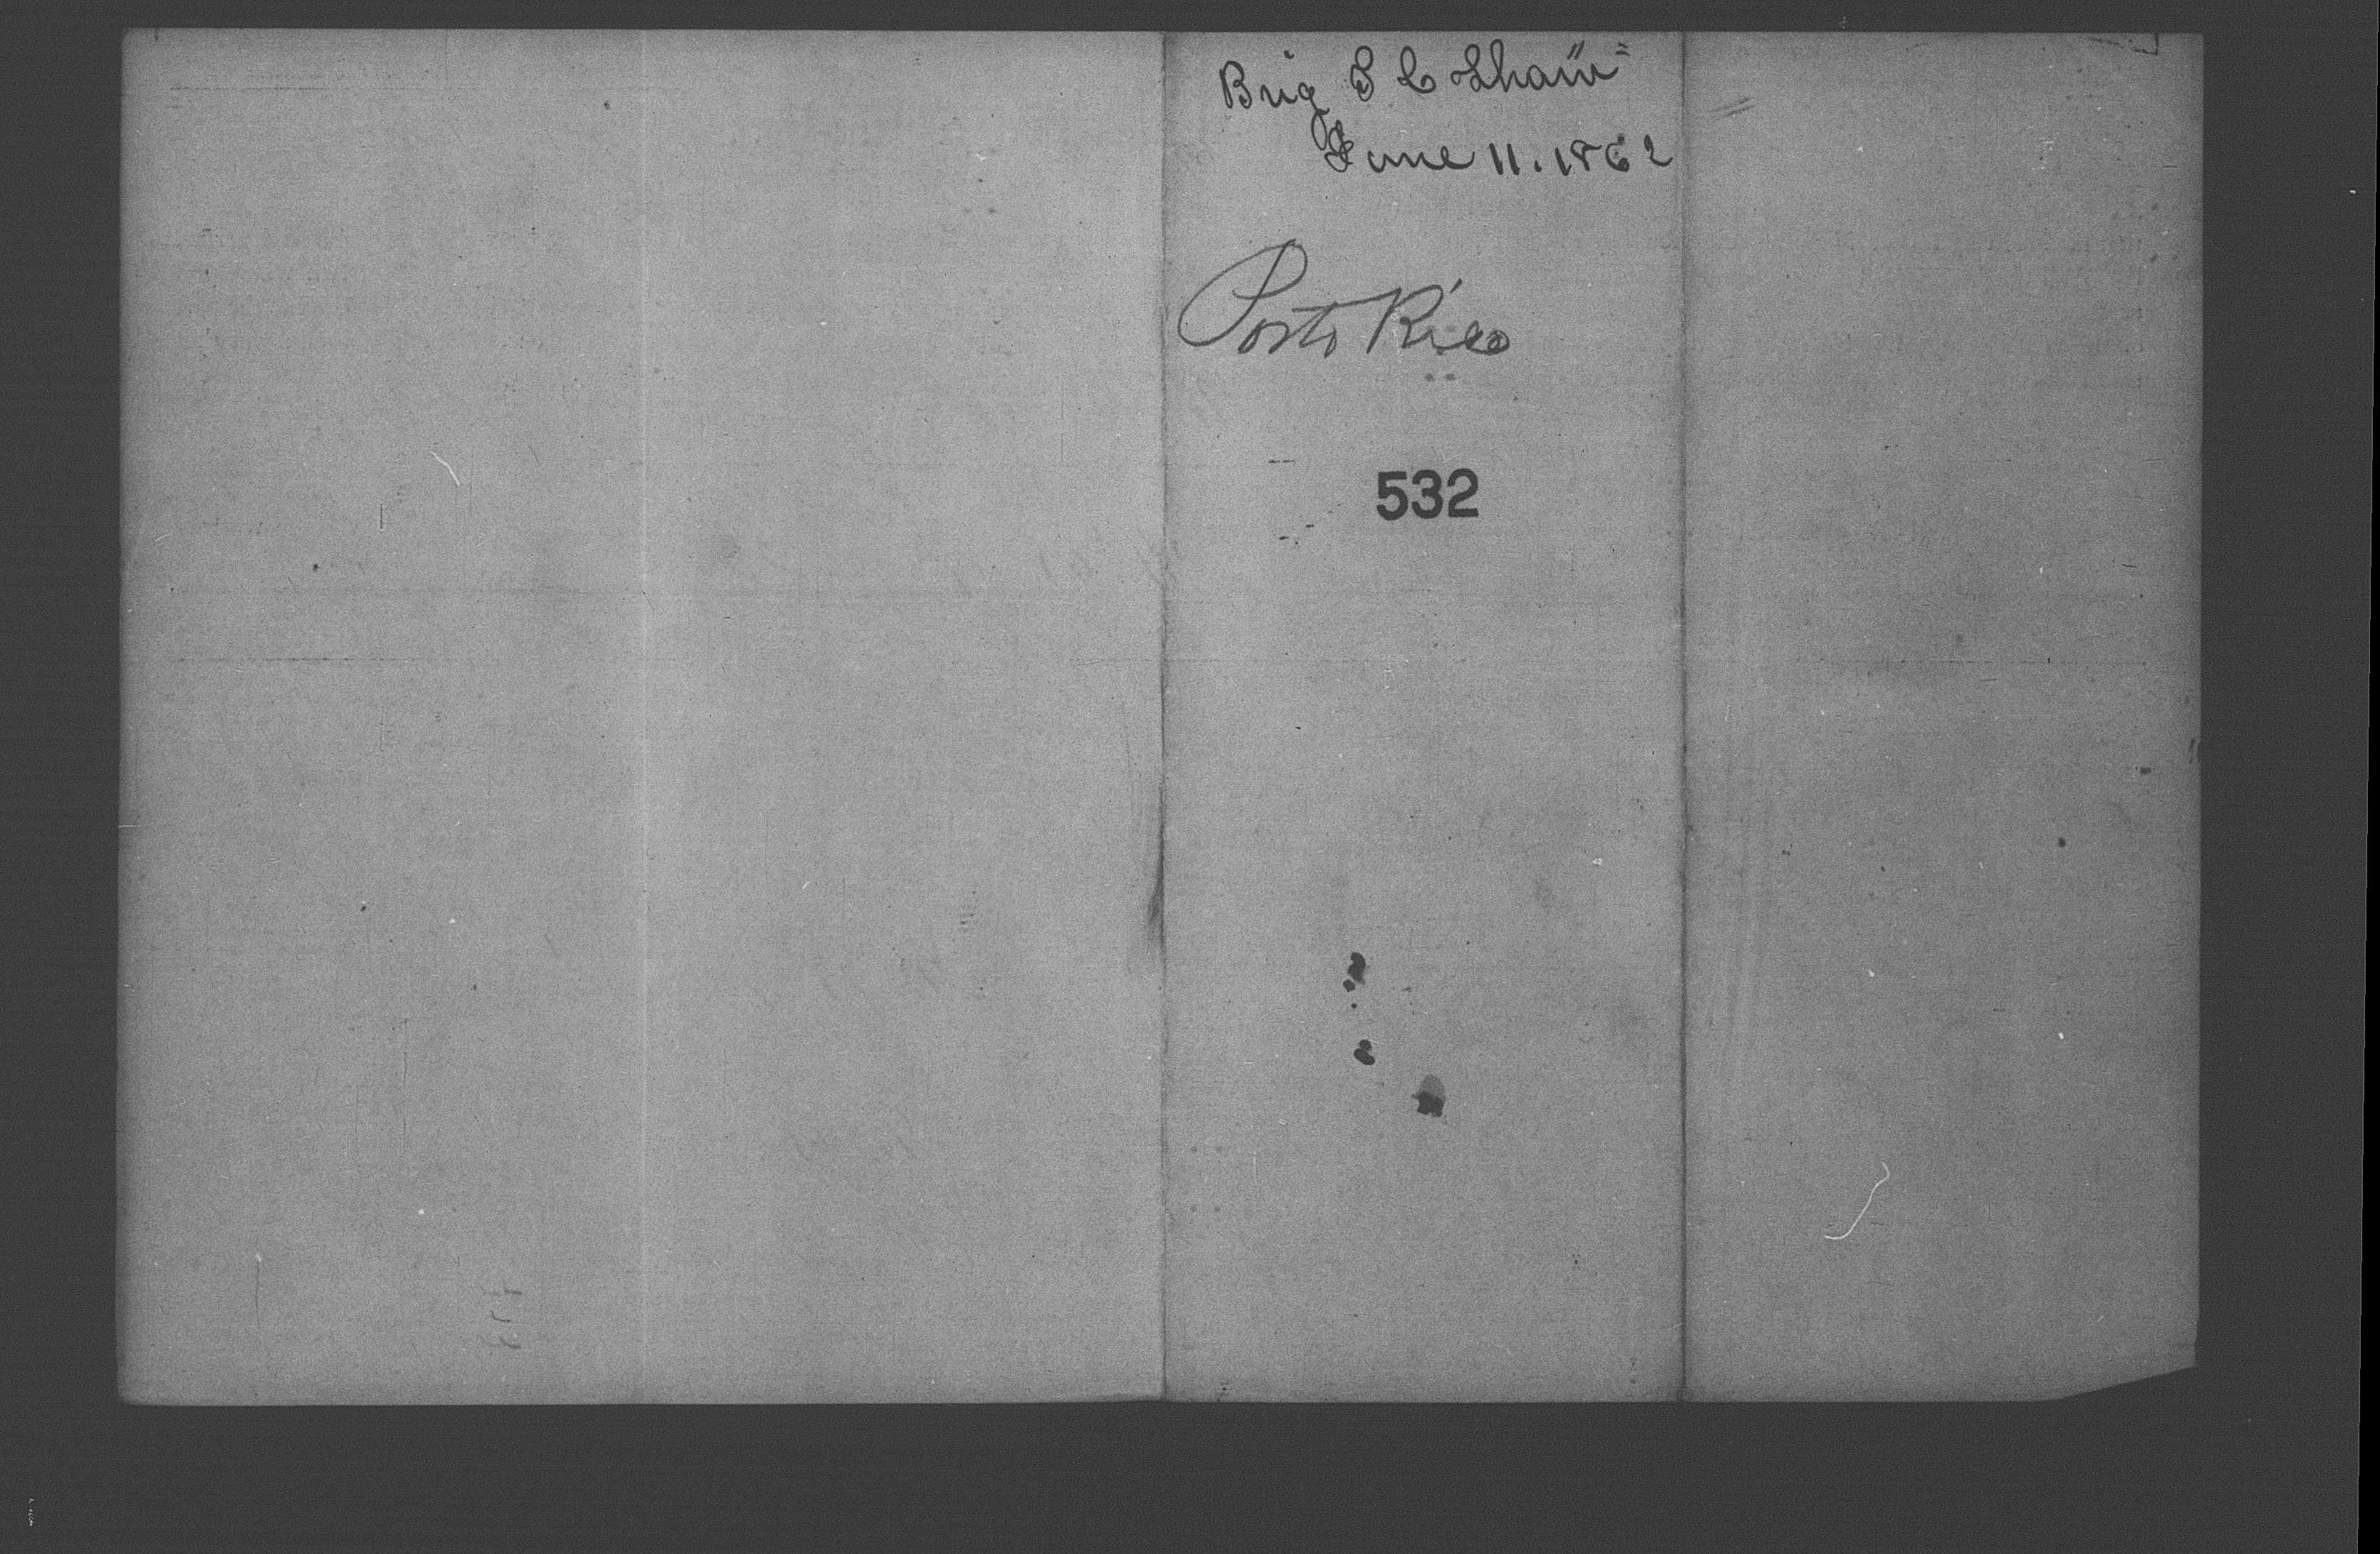 Brig S C Shaw
June 11. 1862
Porto Rico
532